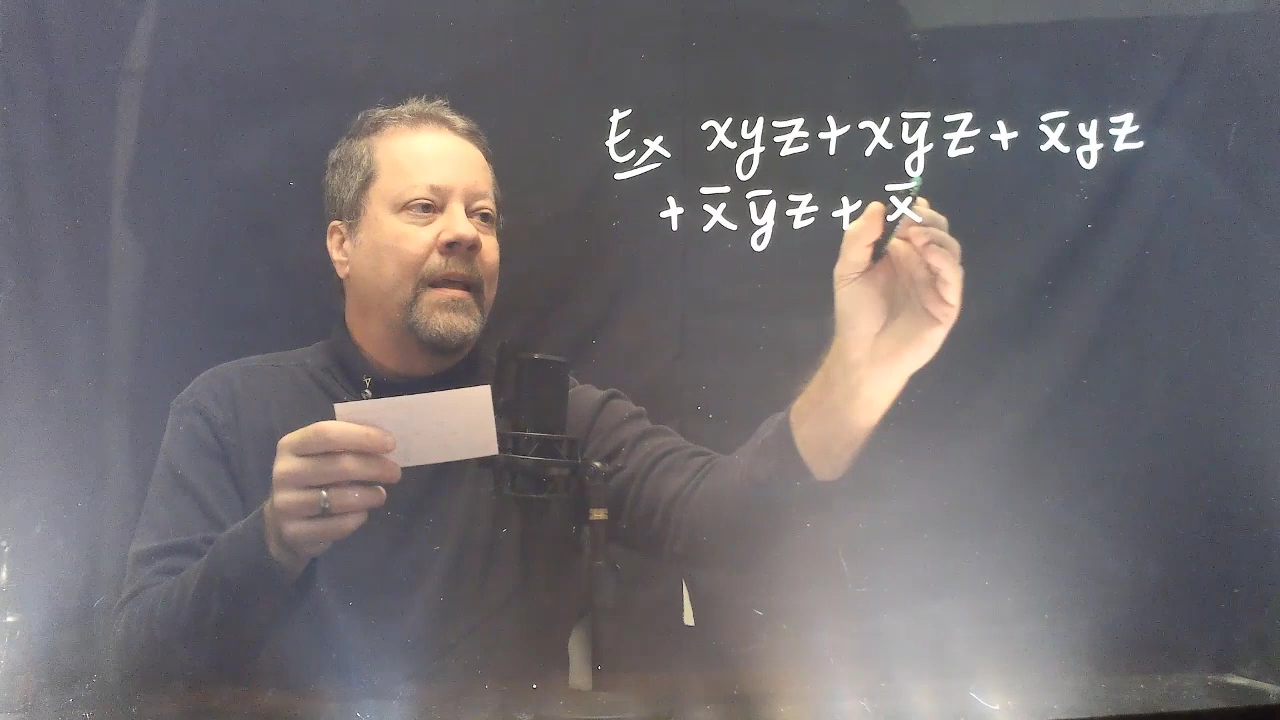 Ex xyz + xȳz + x̄yz
+ x̄ȳz + x̄